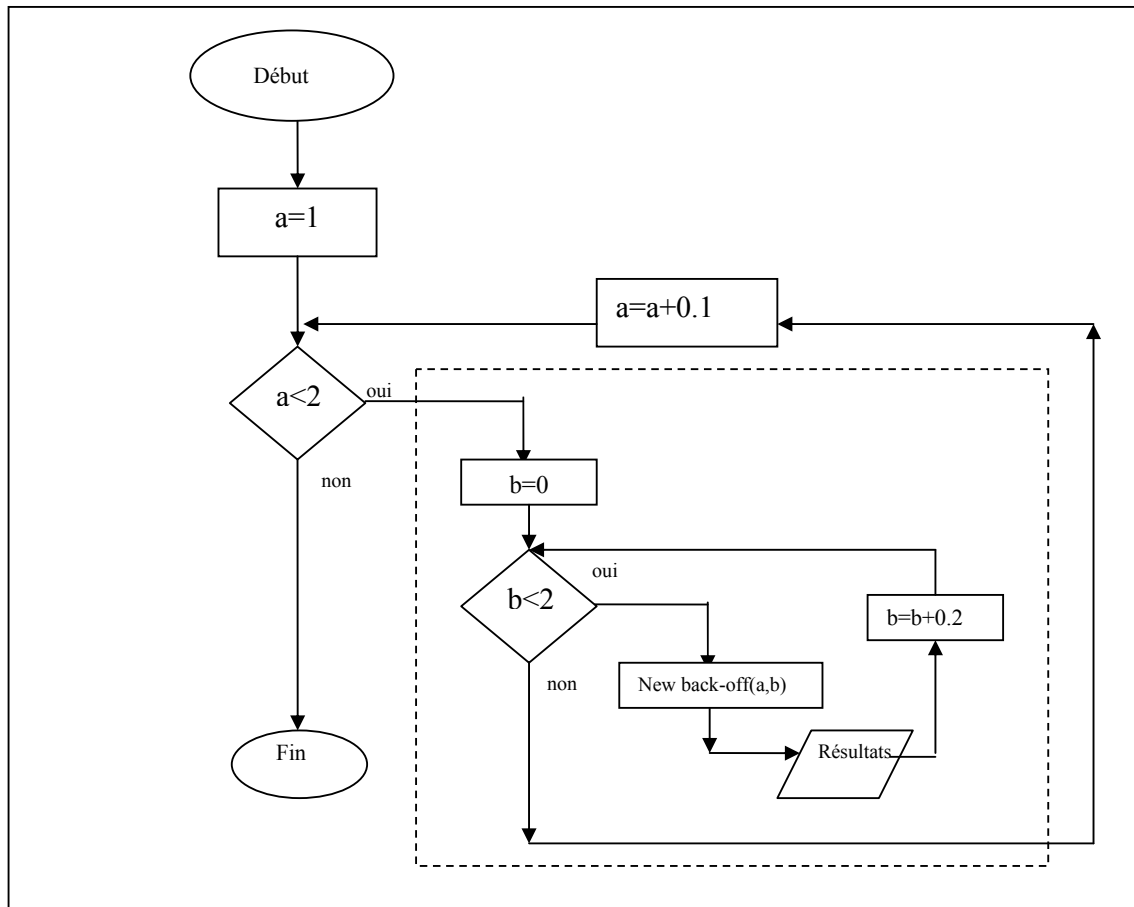 Début
a=1
a=a+0.1
a<2
oui
non
b=0
b<2
oui
non
b=b+0.2
New back-off(a,b)
Résultats
Fin